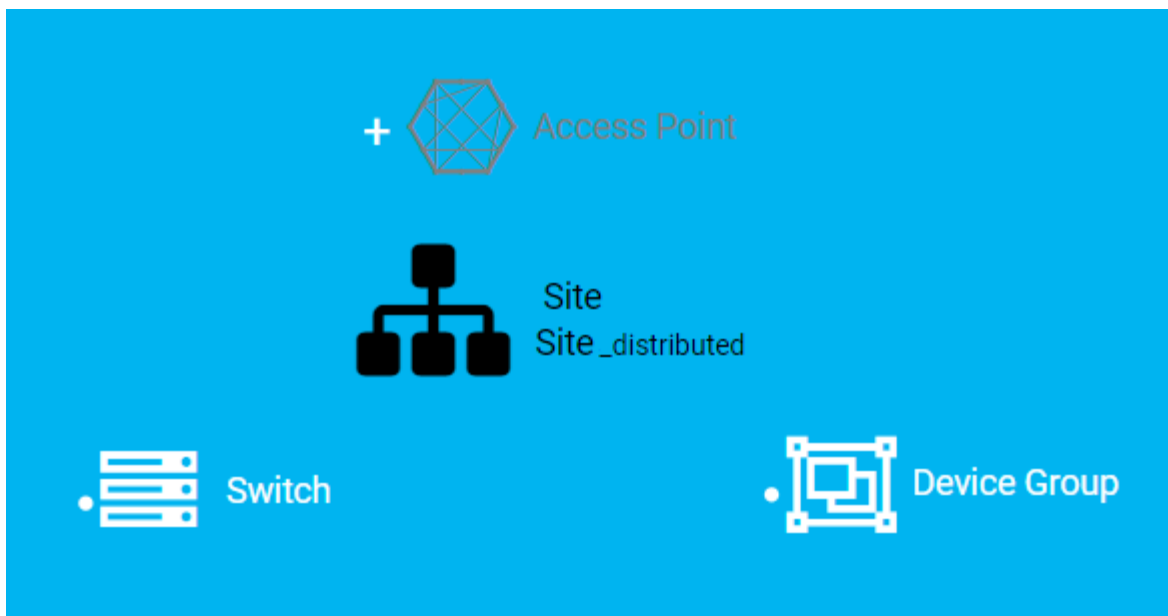 + Access Point
Site
Site_distributed
Switch
Device Group